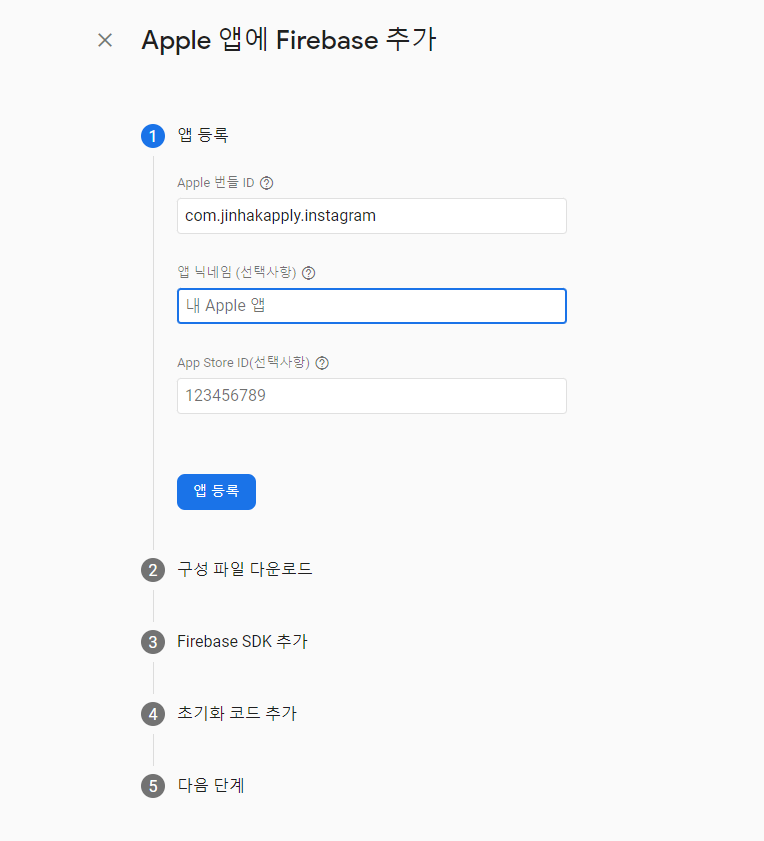 Apple 앱에 Firebase 추가
1 앱 등록
Apple 번들 ID
com.jinhakapply.instagram
앱 닉네임 (선택사항)
내 Apple 앱
App Store ID(선택사항)
123456789
앱 등록
2 구성 파일 다운로드
3 Firebase SDK 추가
4 초기화 코드 추가
5 다음 단계